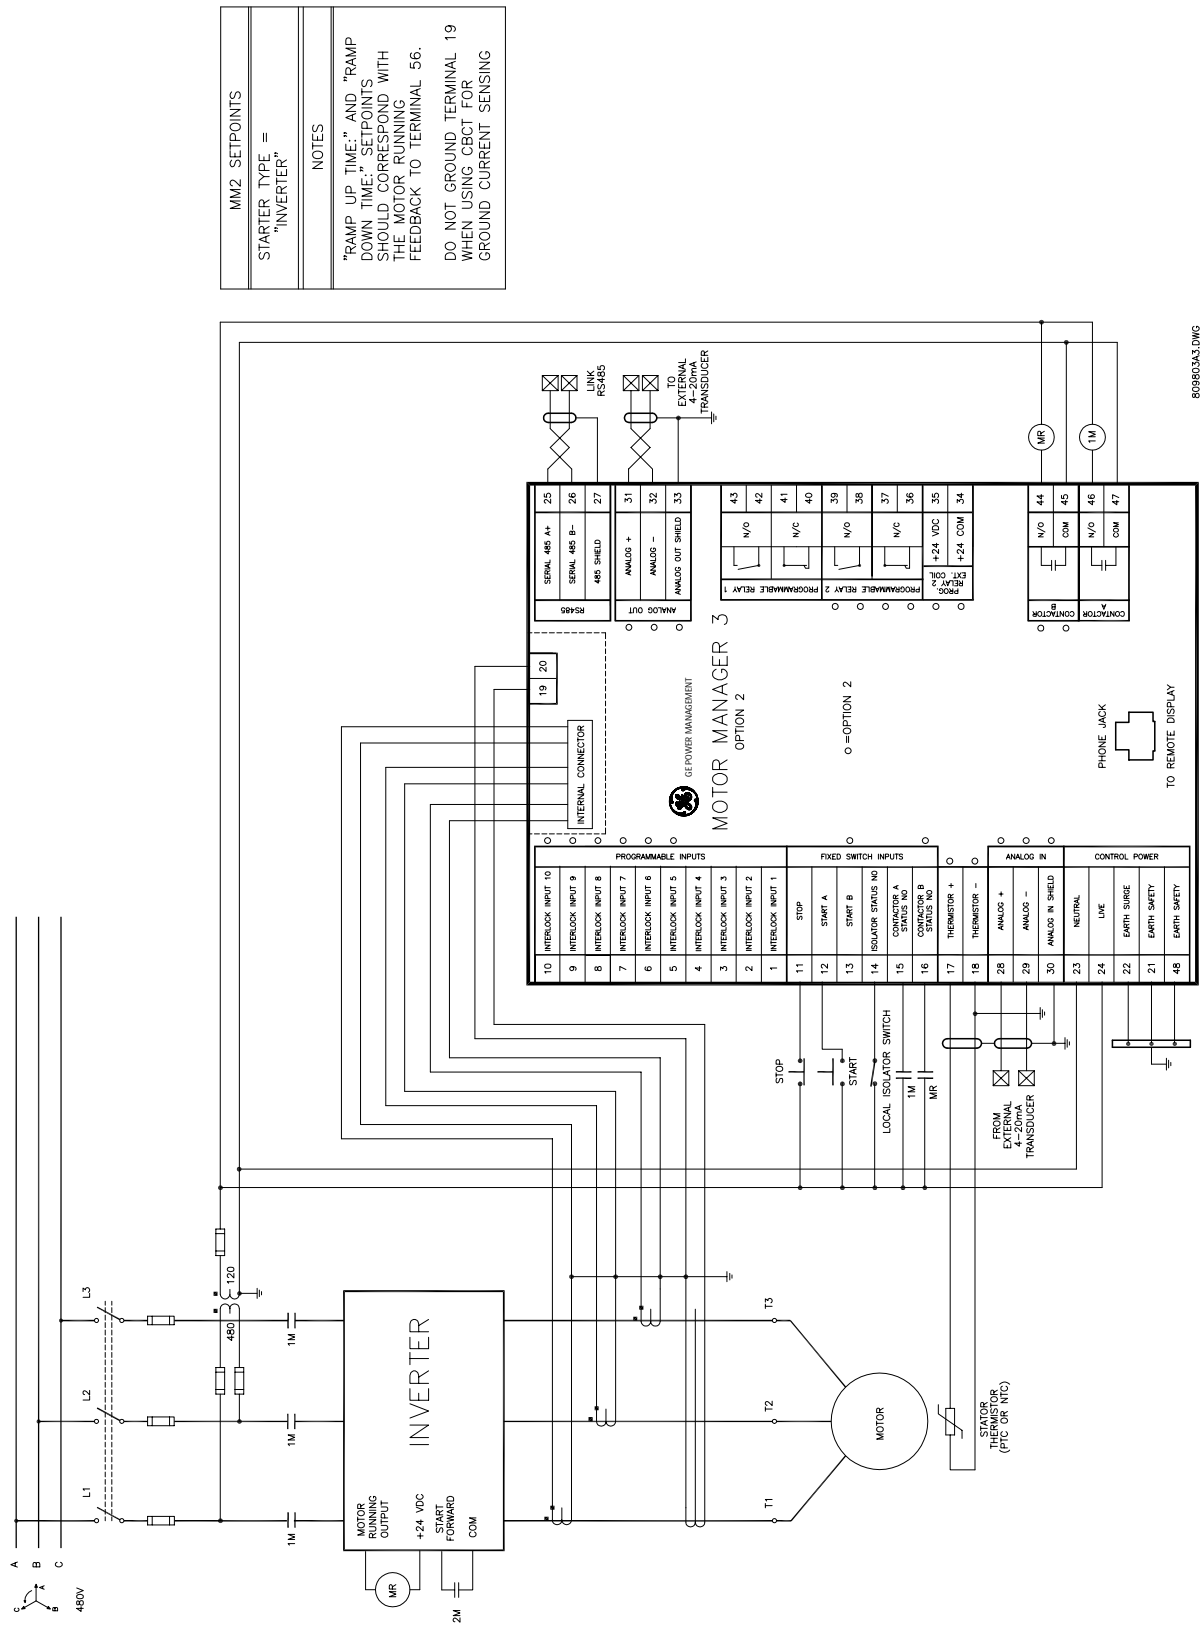 MM2 SETPOINTS
STARTER TYPE =
"INVERTER"
NOTES
"RAMP UP TIME:" AND "RAMP
DOWN TIME:" SETPOINTS
SHOULD CORRESPOND WITH
THE MOTOR RUNNING
FEEDBACK TO TERMINAL 56.
DO NOT GROUND TERMINAL 19
WHEN USING CBCT FOR
GROUND CURRENT SENSING
A
B
C
C
A
B
480V
L1
L2
L3
480
120
1M
1M
1M
INVERTER
MOTOR
RUNNING
OUTPUT
+24 VDC
START
FORWARD
COM
MR
2M
T1
T2
T3
MOTOR
STATOR
THERMISTOR
(PTC OR NTC)
STOP
START
LOCAL ISOLATOR SWITCH
1M
MR
FROM
EXTERNAL
4-20mA
TRANSDUCER
PROGRAMMABLE INPUTS
10 INTERLOCK INPUT 10
9 INTERLOCK INPUT 9
8 INTERLOCK INPUT 8
7 INTERLOCK INPUT 7
6 INTERLOCK INPUT 6
5 INTERLOCK INPUT 5
4 INTERLOCK INPUT 4
3 INTERLOCK INPUT 3
2 INTERLOCK INPUT 2
1 INTERLOCK INPUT 1
FIXED SWITCH INPUTS
11 STOP
12 START A
13 START B
14 ISOLATOR STATUS NO
15 CONTACTOR A
STATUS NO
16 CONTACTOR B
STATUS NO
17 THERMISTOR +
18 THERMISTOR -
ANALOG IN
28 ANALOG +
29 ANALOG -
30 ANALOG IN SHIELD
CONTROL POWER
23 NEUTRAL
24 LIVE
22 EARTH SURGE
21 EARTH SAFETY
48 EARTH SAFETY
INTERNAL CONNECTOR
19 20
GE POWER MANAGEMENT
MOTOR MANAGER 3
OPTION 2
O =OPTION 2
PHONE JACK
TO REMOTE DISPLAY
RS485
SERIAL 485 A+ 25
SERIAL 485 B- 26
485 SHIELD 27
ANALOG OUT
ANALOG + 31
ANALOG - 32
ANALOG OUT SHIELD 33
PROGRAMMABLE RELAY 1
N/O 43
42
N/C 41
40
PROGRAMMABLE RELAY 2
N/O 39
38
N/C 37
36
PROG.
RELAY 2
EXT. COIL
+24 VDC 35
+24 COM 34
CONTACTOR
B
N/O 44
COM 45
CONTACTOR
A
N/O 46
COM 47
LINK
RS485
TO
EXTERNAL
4-20mA
TRANSDUCER
MR
1M
809803A3.DWG